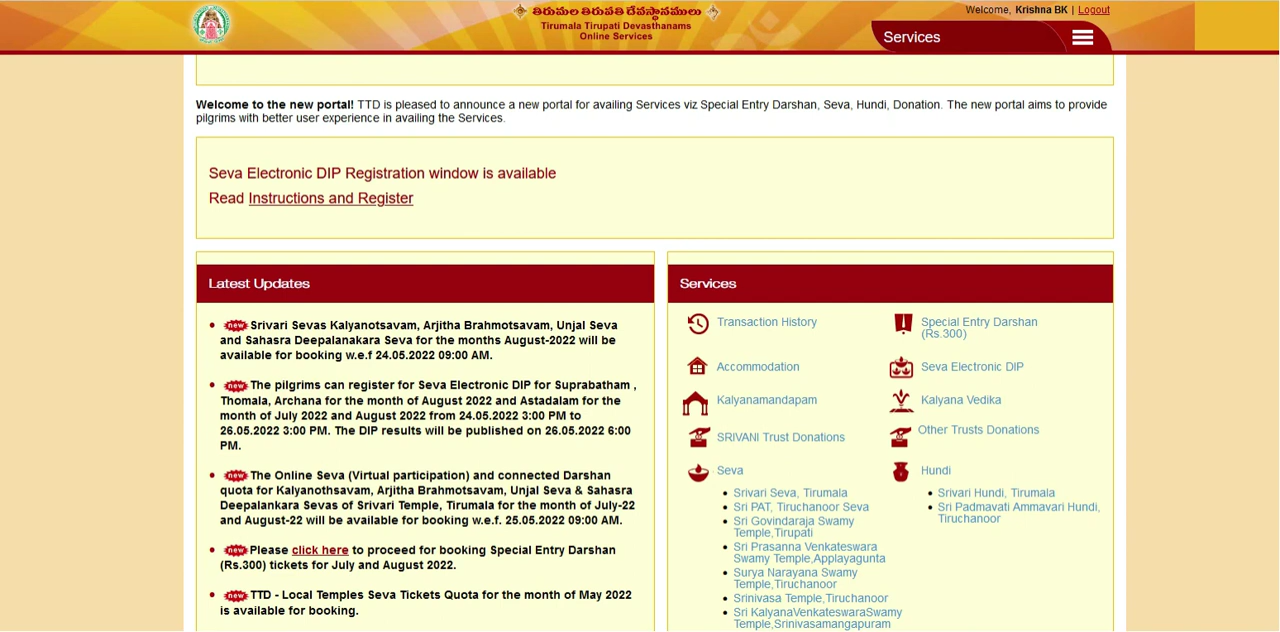 తిరుమల తిరుపతి దేవస్థానములు
Tirumala Tirupati Devasthanams
Online Services
Welcome, Krishna BK | Logout
Services
Welcome to the new portal! TTD is pleased to announce a new portal for availing Services viz Special Entry Darshan, Seva, Hundi, Donation. The new portal aims to provide
pilgrims with better user experience in availing the Services.
Seva Electronic DIP Registration window is available
Read Instructions and Register
Latest Updates
new Srivari Sevas Kalyanotsavam, Arjitha Brahmotsavam, Unjal Seva
and Sahasra Deepalanakara Seva for the months August-2022 will be
available for booking w.e.f 24.05.2022 09:00 AM.
new The pilgrims can register for Seva Electronic DIP for Suprabatham ,
Thomala, Archana for the month of August 2022 and Astadalam for the
month of July 2022 and August 2022 from 24.05.2022 3:00 PM to
26.05.2022 3:00 PM. The DIP results will be published on 26.05.2022 6:00
PM.
new The Online Seva (Virtual participation) and connected Darshan
quota for Kalyanothsavam, Arjitha Brahmotsavam, Unjal Seva & Sahasra
Deepalankara Sevas of Srivari Temple, Tirumala for the month of July-22
and August-22 will be available for booking w.e.f. 25.05.2022 09:00 AM.
new Please click here to proceed for booking Special Entry Darshan
(Rs.300) tickets for July and August 2022.
new TTD - Local Temples Seva Tickets Quota for the month of May 2022
is available for booking.
Services
Transaction History
Special Entry Darshan
(Rs.300)
Accommodation
Seva Electronic DIP
Kalyanamandapam
Kalyana Vedika
SRIVANI Trust Donations
Other Trusts Donations
Seva
Srivari Seva, Tirumala
Sri PAT, Tiruchanoor Seva
Sri Govindaraja Swamy
Temple,Tirupati
Sri Prasanna Venkateswara
Swamy Temple,Applayagunta
Surya Narayana Swamy
Temple,Tiruchanoor
Srinivasa Temple,Tiruchanoor
Sri KalyanaVenkateswaraSwamy
Temple,Srinivasamangapuram
Hundi
Srivari Hundi, Tirumala
Sri Padmavati Ammavari Hundi,
Tiruchanoor